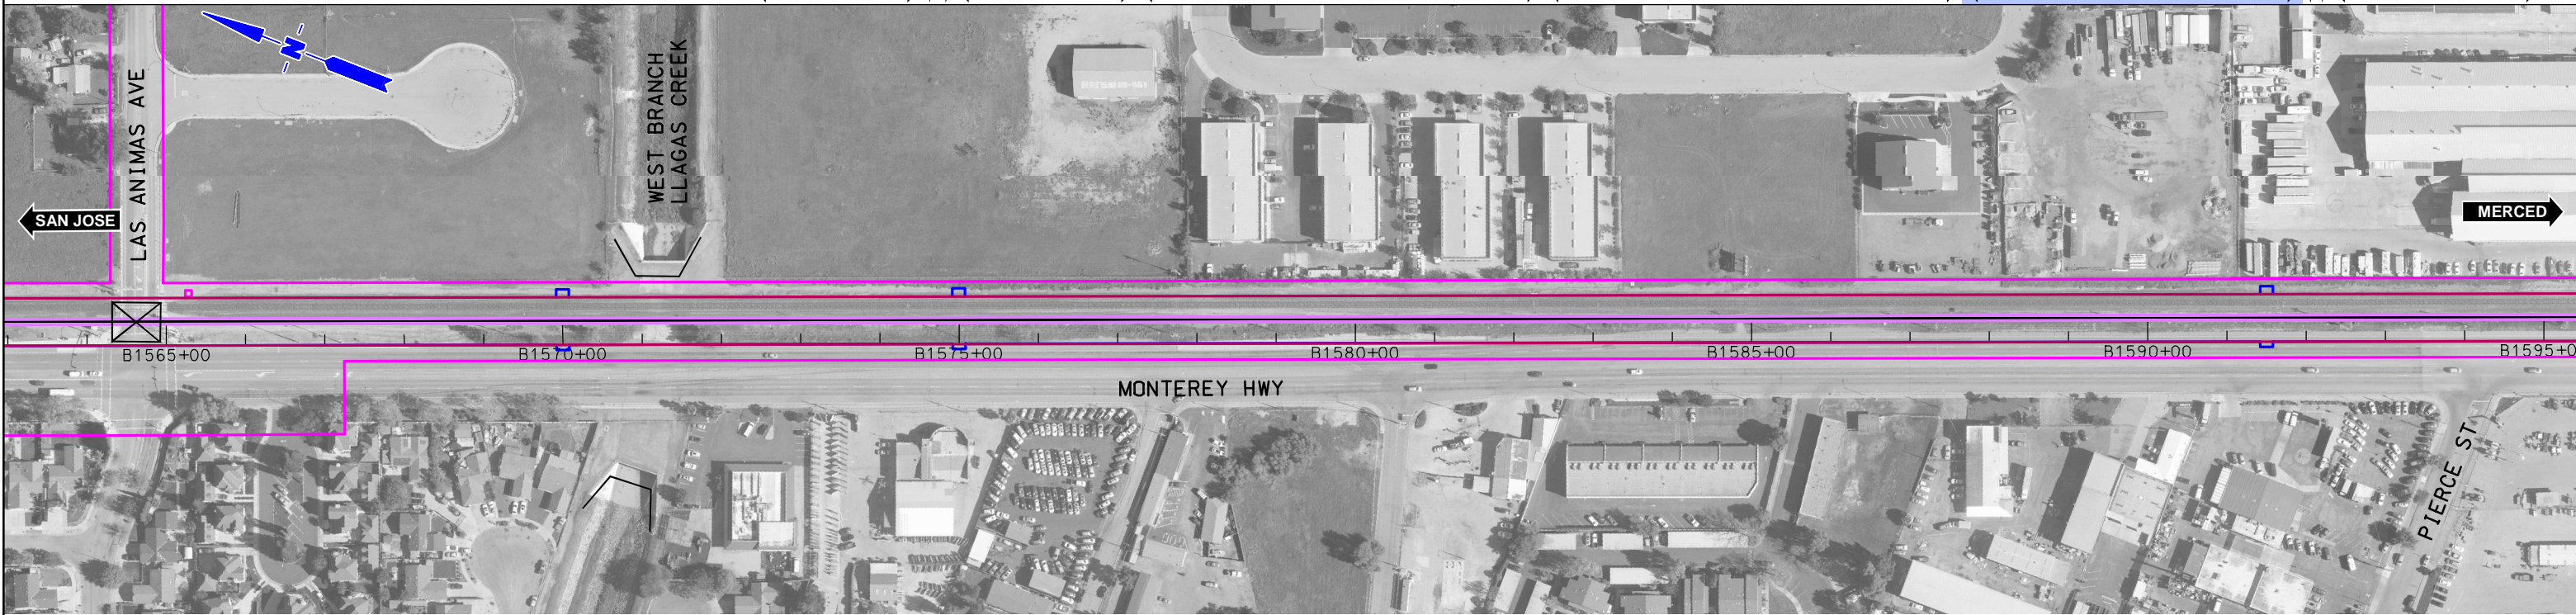 N
LAS ANIMAS AVE
WEST BRANCH
LLAGAS CREEK
SAN JOSE
MERCED
B1565+00
B1570+00
B1575+00
B1580+00
B1585+00
B1590+00
B1595+0
MONTEREY HWY
PIERCE ST